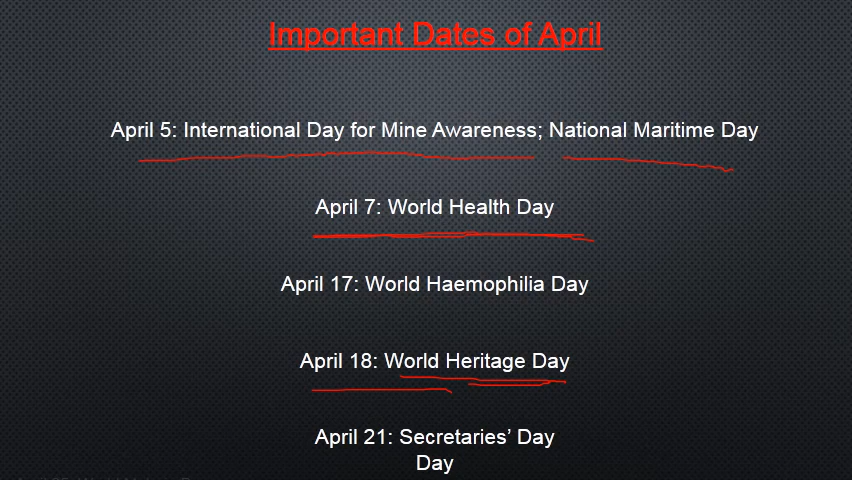 Important Dates of April
April 5: International Day for Mine Awareness; National Maritime Day
April 7: World Health Day
April 17: World Haemophilia Day
April 18: World Heritage Day
April 21: Secretaries’ Day
Day